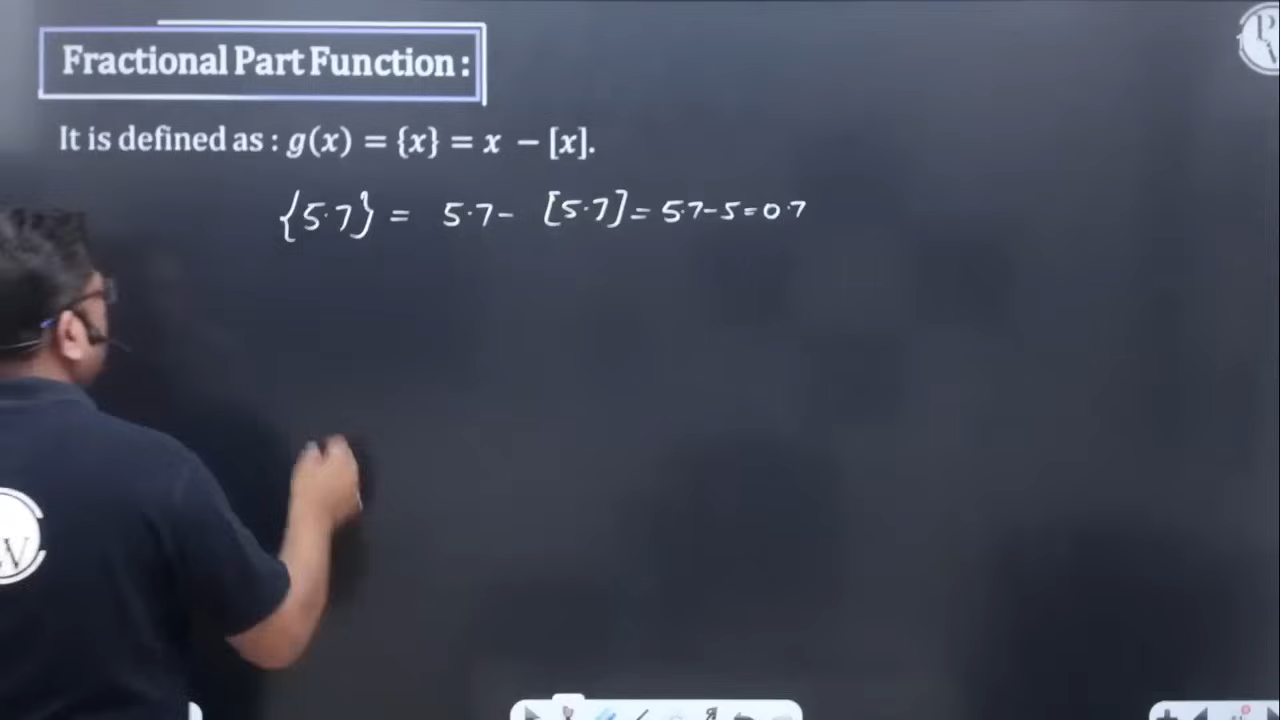 Fractional Part Function :
It is defined as : g(x) = {x} = x − [x].
{5·7} = 5·7 - [5·7] = 5·7 - 5 = 0·7